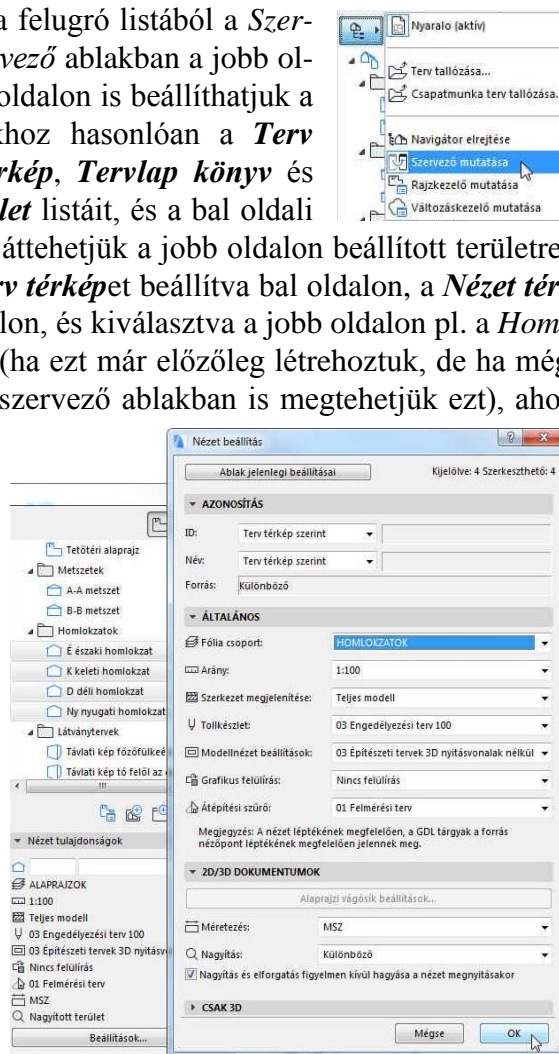 a felugró listából a Szer-
vező ablakban a jobb ol-
oldalon is beállíthatjuk a
khoz hasonlóan a Terv
rkép, Tervlap könyv és
let listáit, és a bal oldali
áttehetjük a jobb oldalon beállított területre
rv térképet beállítva bal oldalon, a Nézet tér
lon, és kiválasztva a jobb oldalon pl. a Hom
(ha ezt már előzőleg létrehoztuk, de ha még
szervező ablakban is megtehetjük ezt), aho
Nyaralo (aktív)
Terv tallózása...
Csapatmunka terv tallózása.
Navigátor elrejtése
Szervező mutatása
Rajzkezelő mutatása
Változáskezelő mutatása
Tetőtéri alaprajz
Metszetek
A-A metszet
B-B metszet
Homlokzatok
É északi homlokzat
K keleti homlokzat
D déli homlokzat
Ny nyugati homlokzat
Látványtervek
Távlati kép főzőfülkeé
Távlati kép tó felől az
Nézet tulajdonságok
ALAPRAJZOK
1:100
Teljes modell
03 Engedélyezési terv 100
03 Építészeti tervek 3D nyitásv
Nincs felülírás
01 Felmérési terv
MSZ
Nagyított terület
Beállítások...
Nézet beállítás
Ablak jelenlegi beállításai
Kijelölve: 4 Szerkeszthető: 4
AZONOSÍTÁS
ID: Terv térkép szerint
Név: Terv térkép szerint
Forrás: Különböző
ÁLTALÁNOS
Fólia csoport: HOMLOKZATOK
Arány: 1:100
Szerkezet megjelenítése: Teljes modell
Tollkészlet: 03 Engedélyezési terv 100
Modellnézet beállítások: 03 Építészeti tervek 3D nyitásvonalak nélkül
Grafikus felülírás: Nincs felülírás
Átépítési szűrő: 01 Felmérési terv
Megjegyzés: A nézet léptékének megfelelően, a GDL tárgyak a forrás
nézőpont léptékének megfelelően jelennek meg.
2D/3D DOKUMENTUMOK
Alaprajzi vágósík beállítások...
Méretezés: MSZ
Nagyítás: Különböző
Nagyítás és elforgatás figyelmen kívül hagyása a nézet megnyitásakor
CSAK 3D
Mégse
OK